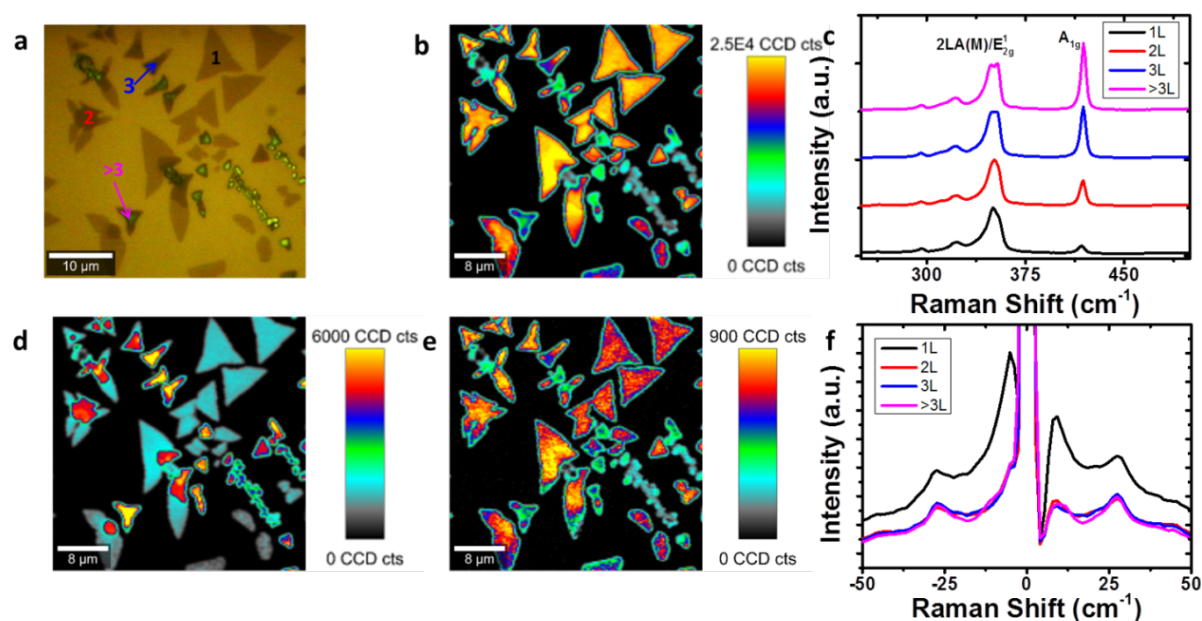 a
3
1
2
>3
10 µm
b
2.5E4 CCD cts
0 CCD cts
8 µm
c
2LA(M)/E¹₂g
A₁g
1L
2L
3L
>3L
Intensity (a.u.)
300 375 450
Raman Shift (cm⁻¹)
d
6000 CCD cts
0 CCD cts
8 µm
e
900 CCD cts
0 CCD cts
8 µm
f
1L
2L
3L
>3L
Intensity (a.u.)
-50 -25 0 25 50
Raman Shift (cm⁻¹)